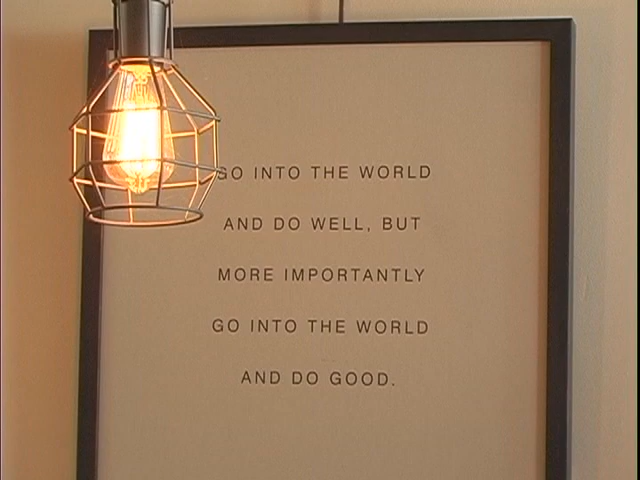 GO INTO THE WORLD
AND DO WELL, BUT
MORE IMPORTANTLY
GO INTO THE WORLD
AND DO GOOD.